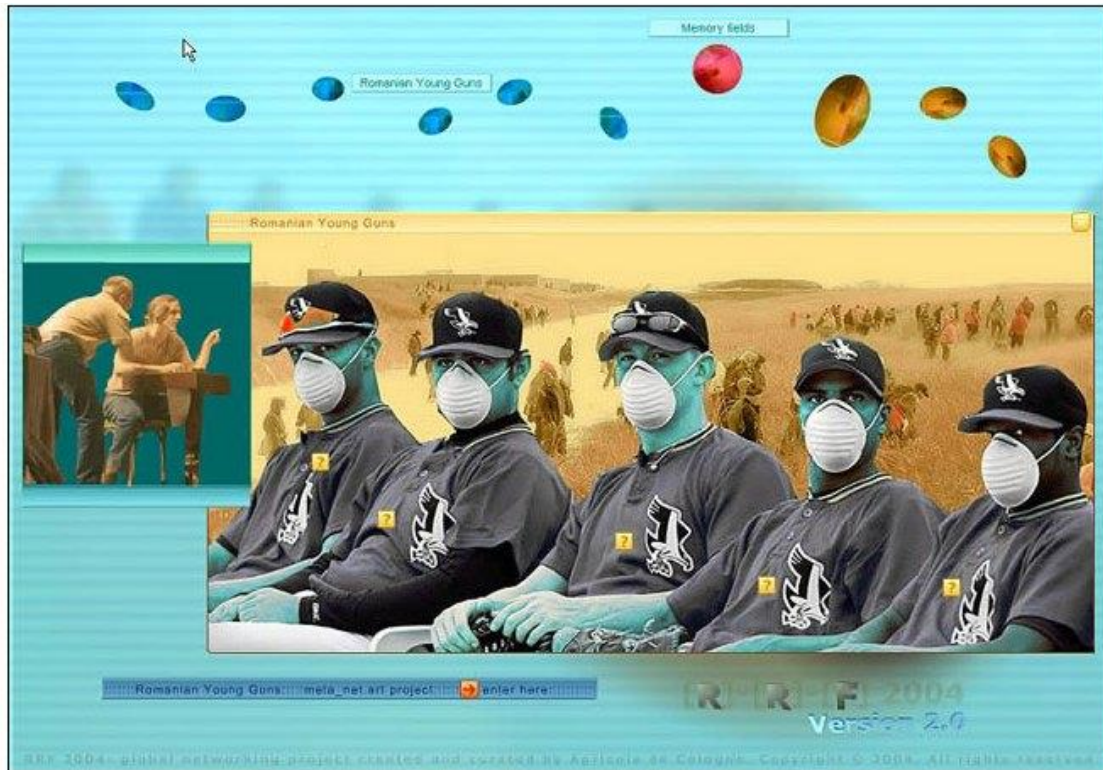 Memory fields
Romanian Young Guns
Romanian Young Guns
?
?
?
?
?
Romanian Young Guns::::meta_net art project::::enter here:
[R]-[R]-[F] 2004
Version 2.0
RRF 2004- global networking project created and curated by Agricola de Cologne. Copyright © 2004. All rights reserved